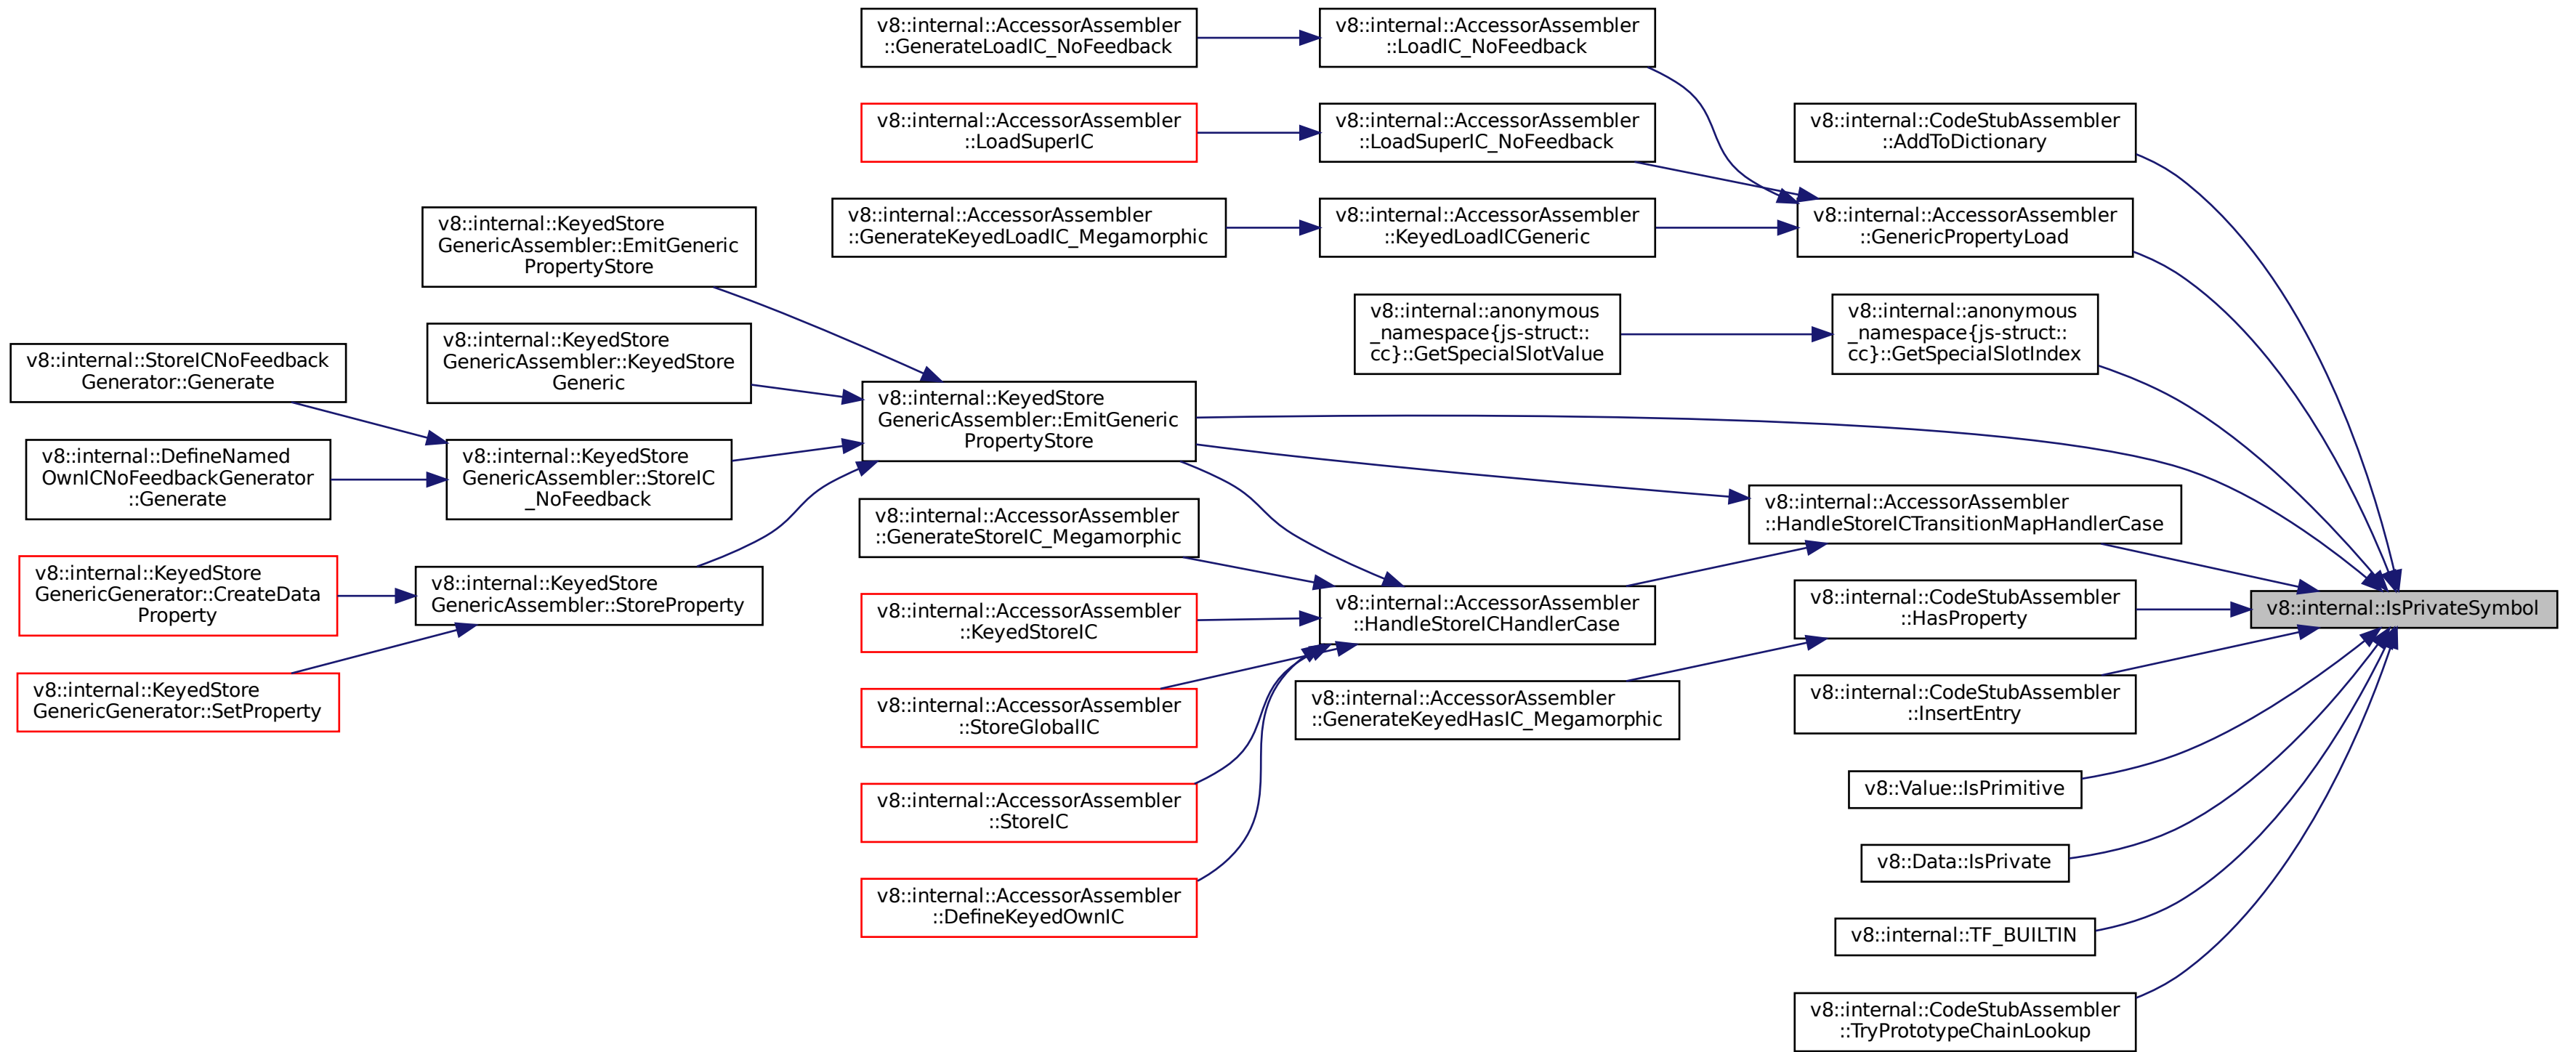 v8::internal::AccessorAssembler
::GenerateLoadIC_NoFeedback
v8::internal::AccessorAssembler
::LoadIC_NoFeedback
v8::internal::AccessorAssembler
::LoadSuperIC
v8::internal::AccessorAssembler
::LoadSuperIC_NoFeedback
v8::internal::CodeStubAssembler
::AddToDictionary
v8::internal::AccessorAssembler
::GenerateKeyedLoadIC_Megamorphic
v8::internal::AccessorAssembler
::KeyedLoadICGeneric
v8::internal::AccessorAssembler
::GenericPropertyLoad
v8::internal::KeyedStore
GenericAssembler::EmitGeneric
PropertyStore
v8::internal::anonymous
_namespace{js-struct::
cc}::GetSpecialSlotValue
v8::internal::anonymous
_namespace{js-struct::
cc}::GetSpecialSlotIndex
v8::internal::KeyedStore
GenericAssembler::KeyedStore
Generic
v8::internal::StoreICNoFeedback
Generator::Generate
v8::internal::KeyedStore
GenericAssembler::EmitGeneric
PropertyStore
v8::internal::DefineNamed
OwnICNoFeedbackGenerator
::Generate
v8::internal::KeyedStore
GenericAssembler::StoreIC
_NoFeedback
v8::internal::AccessorAssembler
::GenerateStoreIC_Megamorphic
v8::internal::AccessorAssembler
::HandleStoreICTransitionMapHandlerCase
v8::internal::KeyedStore
GenericGenerator::CreateData
Property
v8::internal::KeyedStore
GenericAssembler::StoreProperty
v8::internal::AccessorAssembler
::KeyedStoreIC
v8::internal::AccessorAssembler
::HandleStoreICHandlerCase
v8::internal::CodeStubAssembler
::HasProperty
v8::internal::IsPrivateSymbol
v8::internal::KeyedStore
GenericGenerator::SetProperty
v8::internal::AccessorAssembler
::StoreGlobalIC
v8::internal::AccessorAssembler
::GenerateKeyedHasIC_Megamorphic
v8::internal::CodeStubAssembler
::InsertEntry
v8::internal::AccessorAssembler
::StoreIC
v8::Value::IsPrimitive
v8::Data::IsPrivate
v8::internal::AccessorAssembler
::DefineKeyedOwnIC
v8::internal::TF_BUILTIN
v8::internal::CodeStubAssembler
::TryPrototypeChainLookup